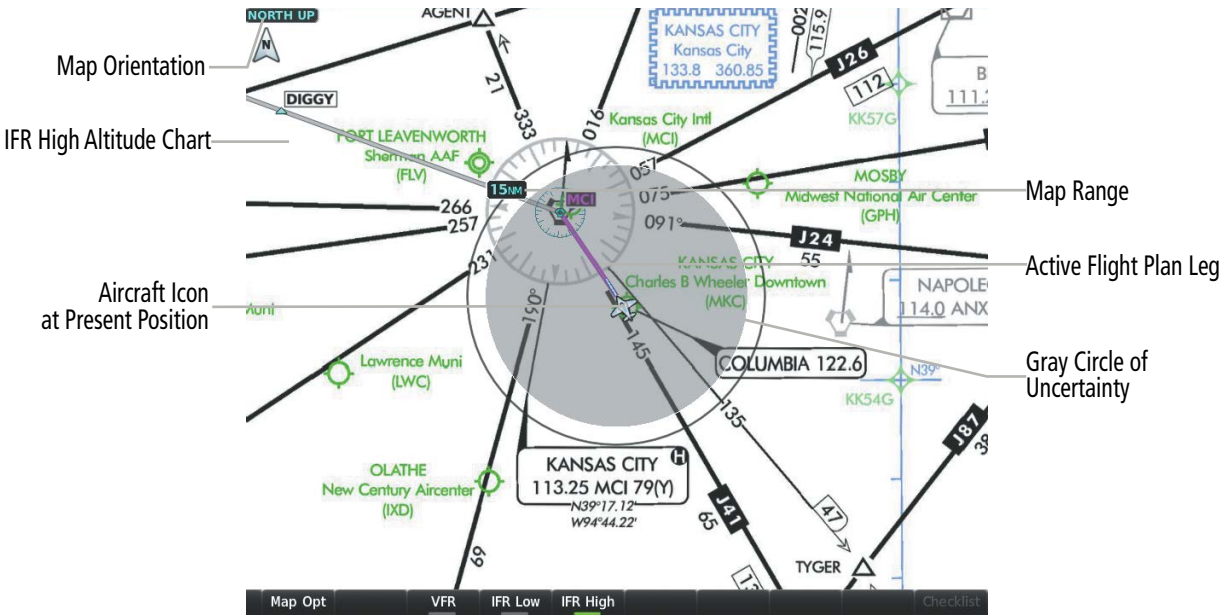 NORTH UP
N
Map Orientation
IFR High Altitude Chart
Aircraft Icon
at Present Position
Map Range
Active Flight Plan Leg
Gray Circle of
Uncertainty
AGENT
21
333
016
KANSAS CITY
Kansas City
133.8 360.85
002
115.9
J26
112
B
111.
KK57G
DIGGY
FORT LEAVENWORTH
Sherman AAF
(FLV)
Kansas City Intl
(MCI)
057
075
091°
15NM
MCI
MOSBY
Midwest National Air Center
(GPH)
266
257
231
J24
55
KANSAS CITY
Charles B Wheeler Downtown
(MKC)
NAPOLE
114.0 ANX
Muni
190°
145
COLUMBIA 122.6
N39°
KK54G
Lawrence Muni
(LWC)
135
J87
38
OLATHE
New Century Aircenter
(IXD)
KANSAS CITY
H
113.25 MCI 79(Y)
N39°17.12'
W94°44.22'
J41
65
47
69
TYGER
13
Map Opt VFR IFR Low IFR High Checklist